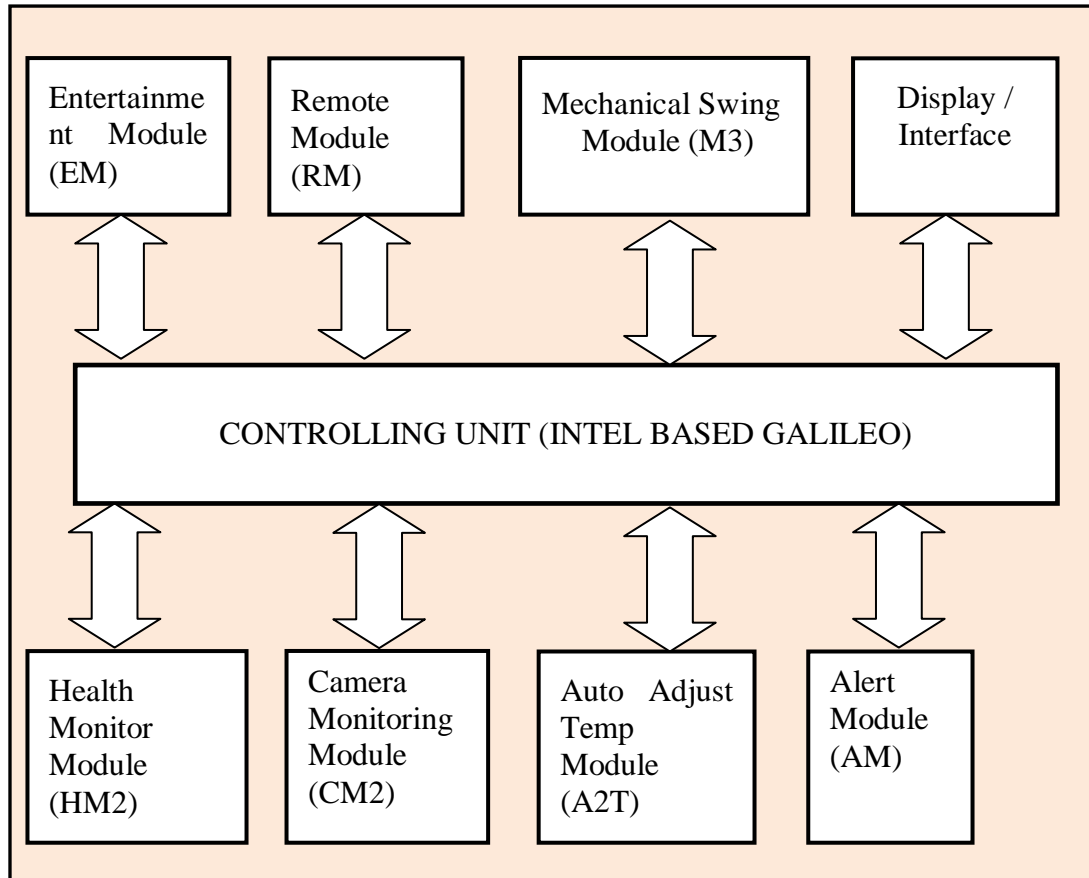 Entertainme
nt Module
(EM)
Remote
Module
(RM)
Mechanical Swing
Module (M3)
Display /
Interface
CONTROLLING UNIT (INTEL BASED GALILEO)
Health
Monitor
Module
(HM2)
Camera
Monitoring
Module
(CM2)
Auto Adjust
Temp
Module
(A2T)
Alert
Module
(AM)